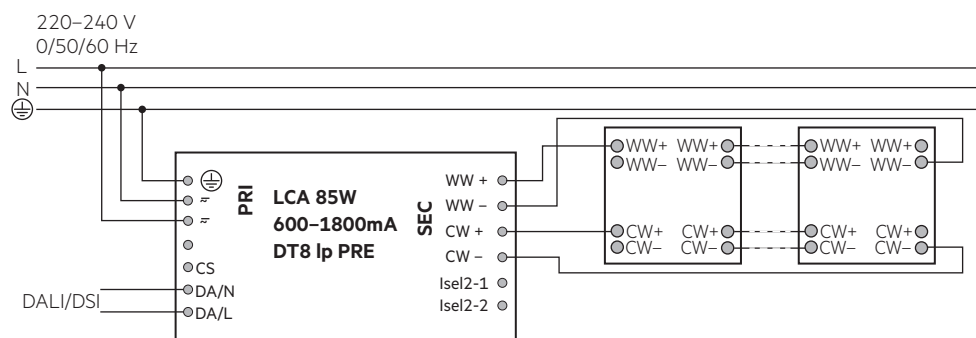 220–240 V
0/50/60 Hz
L
N
PRI
LCA 85W
600–1800mA
DT8 lp PRE
SEC
CS
DA/N
DA/L
DALI/DSI
WW +
WW –
CW +
CW –
Isel2-1
Isel2-2
WW+ WW+
WW– WW–
CW+ CW+
CW– CW–
WW+ WW+
WW– WW–
CW+ CW+
CW– CW–